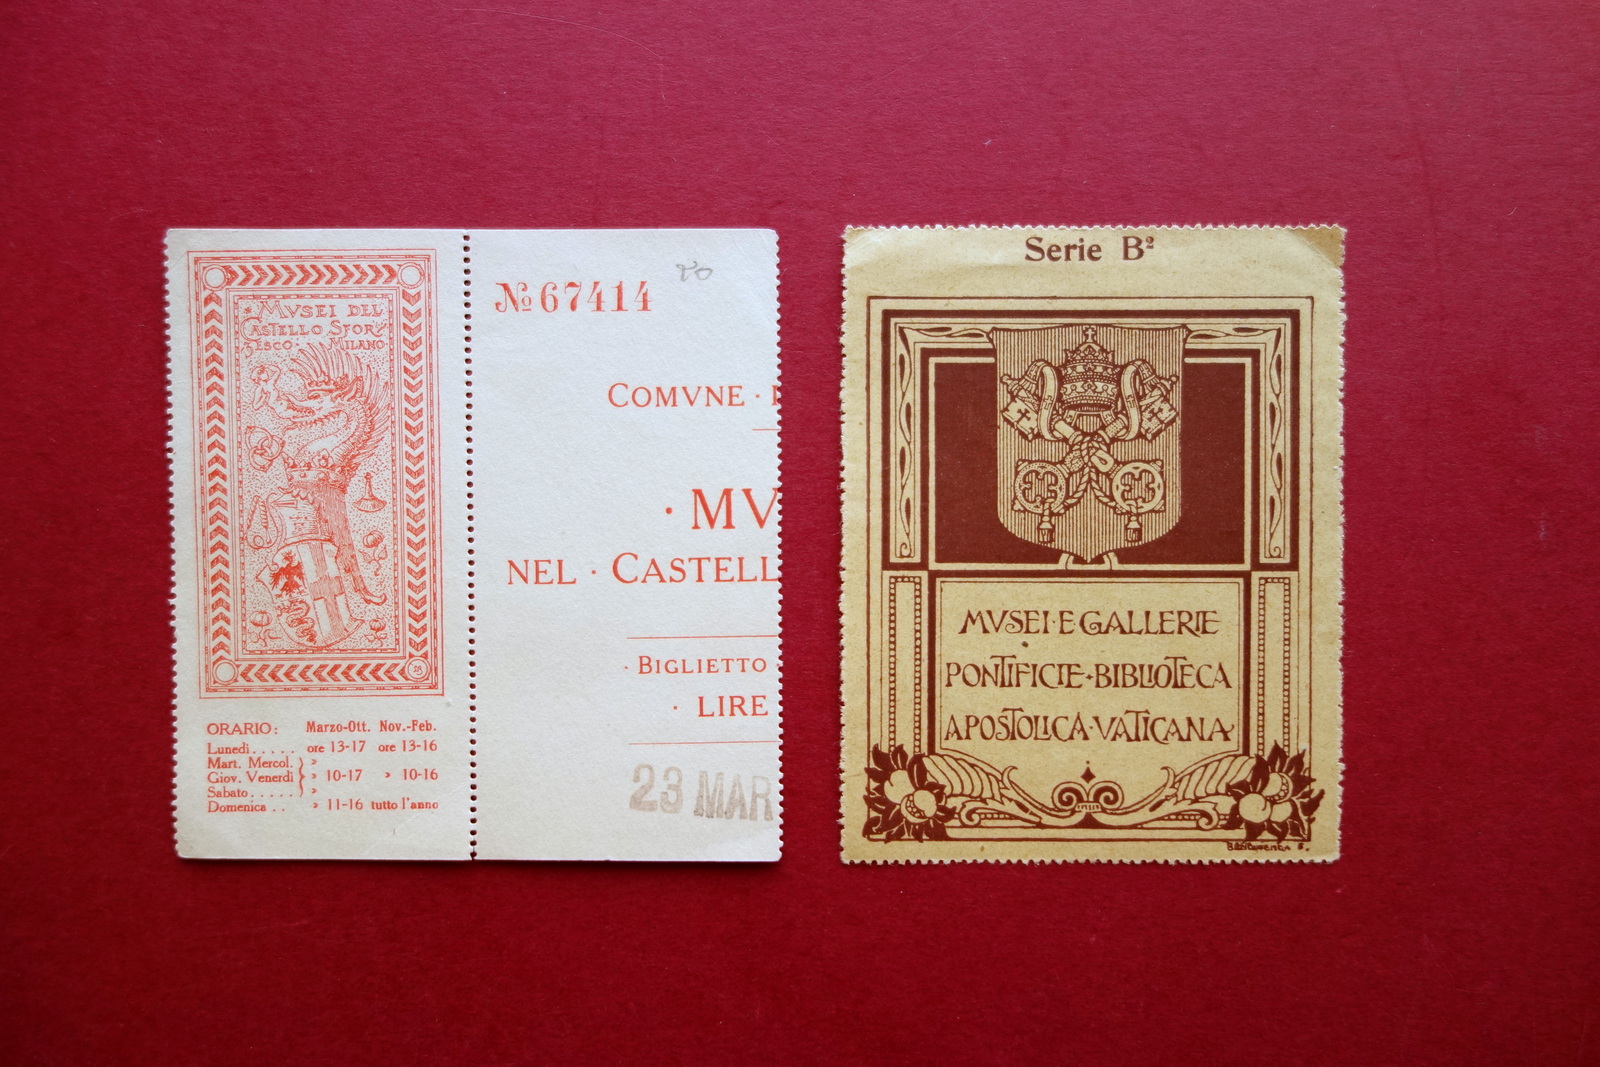 MVSEI DEL
CASTELLO SFOR
ZESCO · MILANO
ORARIO: Marzo-Ott. Nov.-Feb.
Lunedì..... ore 13-17 ore 13-16
Mart. Mercol. »
Giov. Venerdì » 10-17 » 10-16
Sabato..... »
Domenica .. » 11-16 tutto l'anno
№ 67414
COMVNE ·
· MV
NEL · CASTELL
· BIGLIETTO ·
· LIRE
23 MAR
Serie B²
MVSEI·E GALLERIE
PONTIFICIE·BIBLIOTECA
APOSTOLICA·VATICANA·